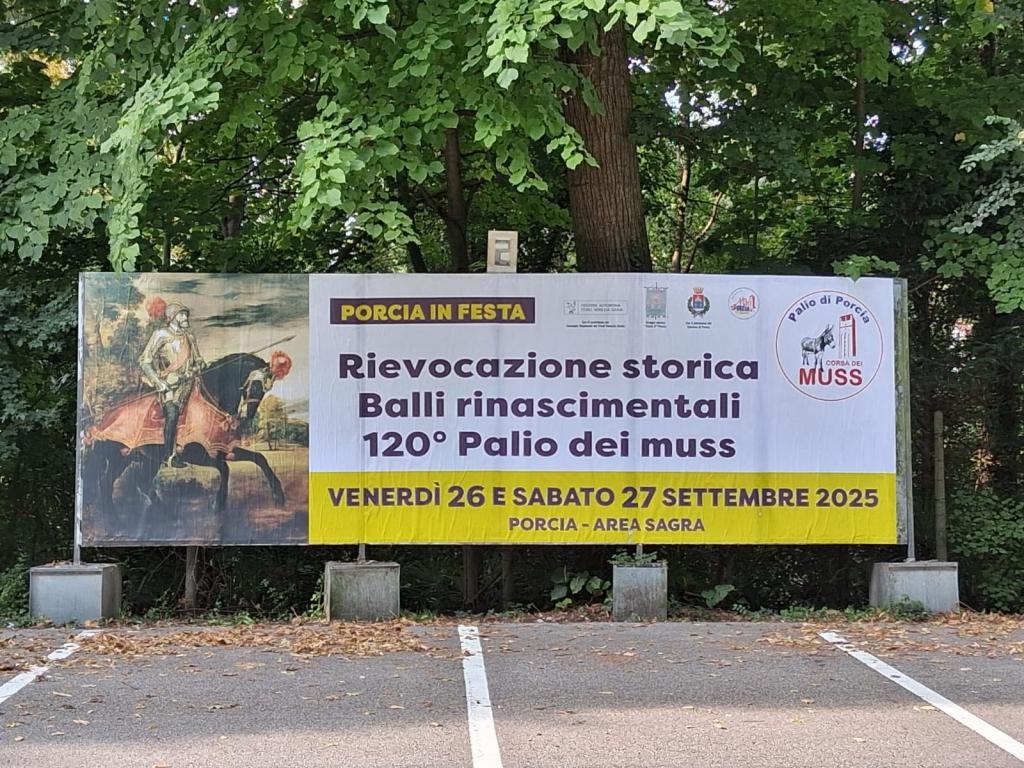 PORCIA IN FESTA
Rievocazione storica
Balli rinascimentali
120° Palio dei muss
VENERDÌ 26 E SABATO 27 SETTEMBRE 2025
PORCIA - AREA SAGRA
Palio di Porcia
CORSA DEI
MUSS